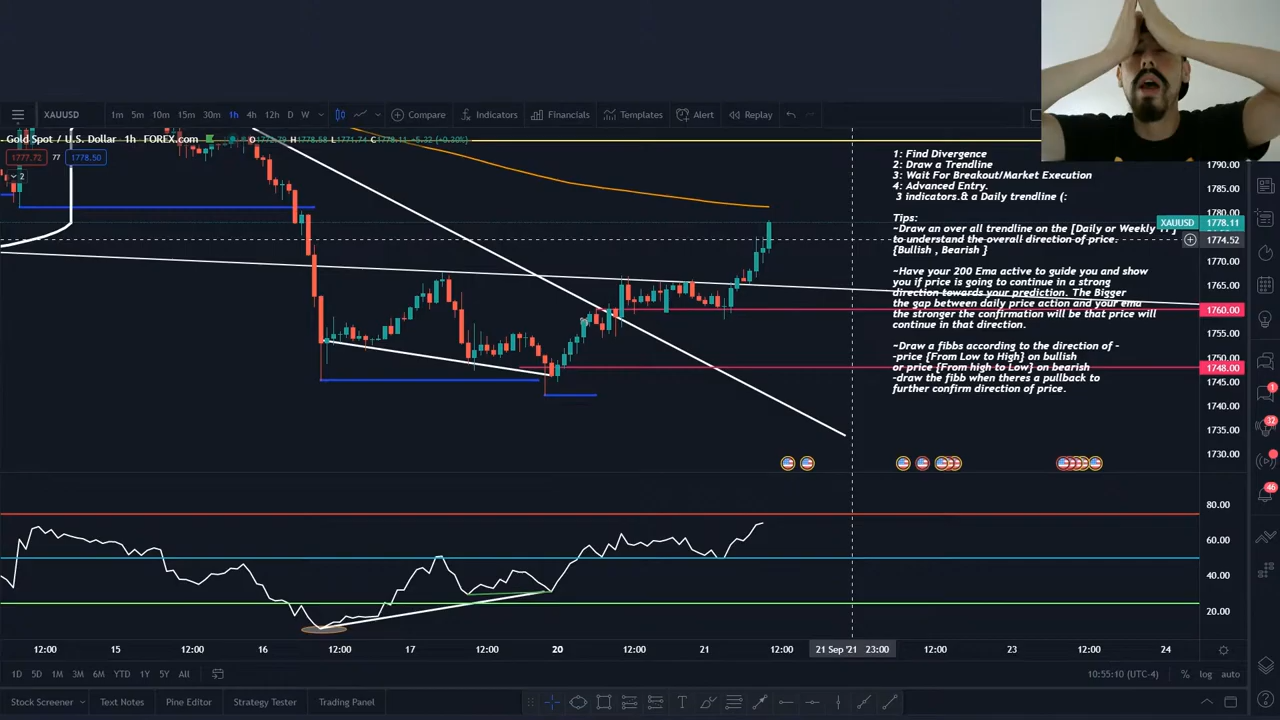 XAUUSD 1m 5m 10m 15m 30m 1h 4h 12h D W Compare Indicators Financials Templates Alert Replay
Gold Spot / U.S. Dollar · 1h · FOREX.com
1777.72 77 1778.50
2
1: Find Divergence
2: Draw a Trendline
3: Wait For Breakout/Market Execution
4: Advanced Entry.
3 indicators.& a Daily trendline (:
Tips:
~Draw an over all trendline on the [Daily or Weekly
to understand the overall direction of price.
{Bullish , Bearish ]
~Have your 200 Ema active to guide you and show
you if price is going to continue in a strong
direction towards your prediction. The Bigger
the gap between daily price action and your ema
the stronger the confirmation will be that price will
continue in that direction.
~Draw a fibbs according to the direction of -
-price {From Low to High] on bullish
or price {From high to Low] on bearish
-draw the fibb when theres a pullback to
further confirm direction of price.
1790.00
1785.00
1780.00
XAUUSD 1778.11
1774.52
1770.00
1765.00
1760.00
1755.00
1750.00
1748.00
1745.00
1740.00
1735.00
1730.00
80.00
60.00
40.00
20.00
1
32
46
12:00 15 12:00 16 12:00 17 12:00 20 12:00 21 12:00 21 Sep '21 23:00 12:00 23 12:00 24
1D 5D 1M 3M 6M YTD 1Y 5Y All 10:55:10 (UTC-4) % log auto
Stock Screener Text Notes Pine Editor Strategy Tester Trading Panel